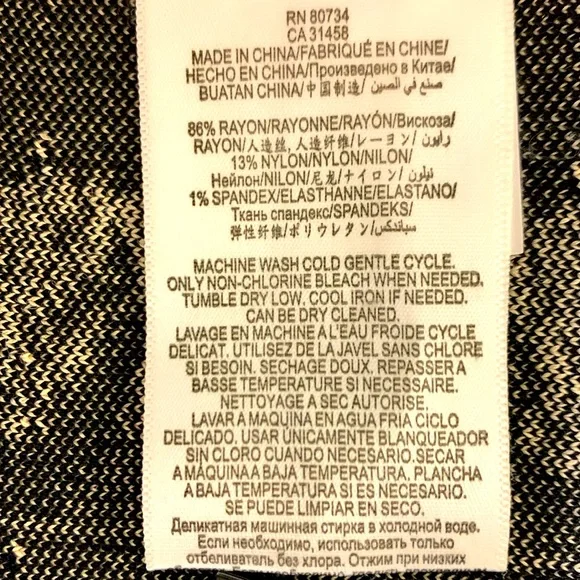 RN 80734
CA 31458
MADE IN CHINA/FABRIQUÉ EN CHINE/
HECHO EN CHINA/Произведено в Китае/
BUATAN CHINA/中国制造/صنع في الصين
86% RAYON/RAYONNE/RAYÓN/Вискоза/
RAYON/人造丝, 人造纤维/レーヨン/رايون
13% NYLON/NYLON/NILON/
Нейлон/NILON/尼龙/ナイロン/نيلون
1% SPANDEX/ELASTHANNE/ELASTANO/
Ткань спандекс/SPANDEKS/
弹性纤维/ポリウレタン/سباندكس
MACHINE WASH COLD GENTLE CYCLE.
ONLY NON-CHLORINE BLEACH WHEN NEEDED.
TUMBLE DRY LOW. COOL IRON IF NEEDED.
CAN BE DRY CLEANED.
LAVAGE EN MACHINE A L'EAU FROIDE CYCLE
DELICAT. UTILISEZ DE LA JAVEL SANS CHLORE
SI BESOIN. SECHAGE DOUX. REPASSER A
BASSE TEMPERATURE SI NECESSAIRE.
NETTOYAGE A SEC AUTORISE.
LAVAR A MAQUINA EN AGUA FRIA CICLO
DELICADO. USAR ÚNICAMENTE BLANQUEADOR
SIN CLORO CUANDO NECESARIO. SECAR
A MÁQUINA A BAJA TEMPERATURA. PLANCHA
A BAJA TEMPERATURA SI ES NECESARIO.
SE PUEDE LIMPIAR EN SECO.
Деликатная машинная стирка в холодной воде.
Если необходимо, использовать только
отбеливатель без хлора. Отжим при низких